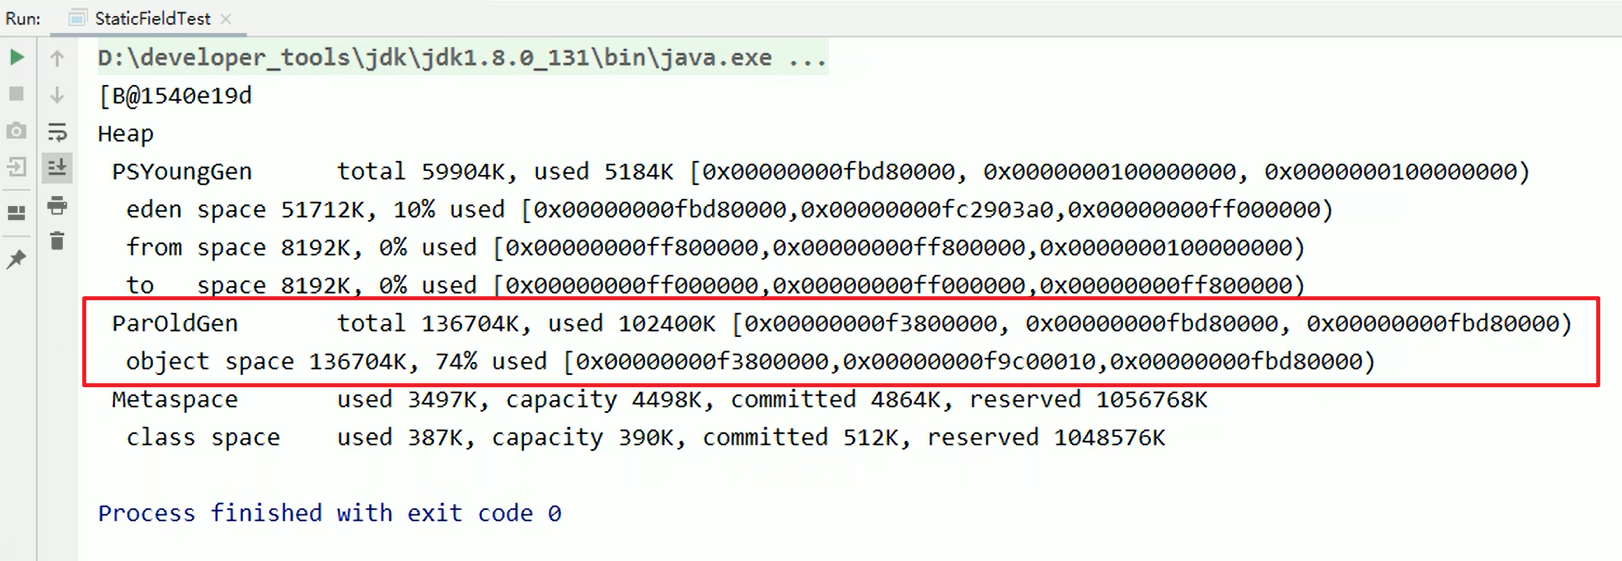 Run: StaticFieldTest
D:\developer_tools\jdk\jdk1.8.0_131\bin\java.exe ...
[B@1540e19d
Heap
PSYoungGen total 59904K, used 5184K [0x00000000fbd80000, 0x0000000100000000, 0x0000000100000000)
eden space 51712K, 10% used [0x00000000fbd80000,0x00000000fc2903a0,0x00000000ff000000)
from space 8192K, 0% used [0x00000000ff800000,0x00000000ff800000,0x0000000100000000)
to space 8192K, 0% used [0x00000000ff000000,0x00000000ff000000,0x00000000ff800000)
ParOldGen total 136704K, used 102400K [0x00000000f3800000, 0x00000000fbd80000, 0x00000000fbd80000)
object space 136704K, 74% used [0x00000000f3800000,0x00000000f9c00010,0x00000000fbd80000)
Metaspace used 3497K, capacity 4498K, committed 4864K, reserved 1056768K
class space used 387K, capacity 390K, committed 512K, reserved 1048576K
Process finished with exit code 0